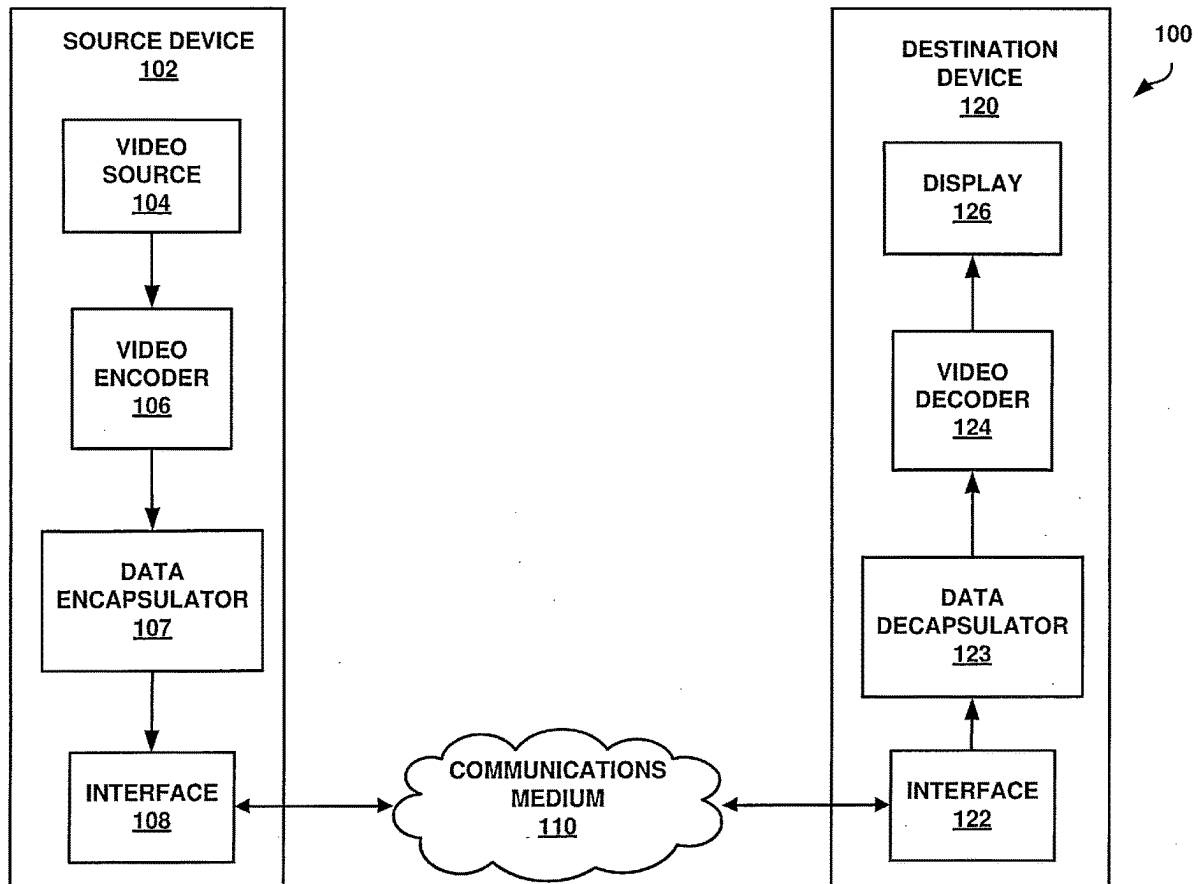 SOURCE DEVICE
102
VIDEO
SOURCE
104
VIDEO
ENCODER
106
DATA
ENCAPSULATOR
107
INTERFACE
108
COMMUNICATIONS
MEDIUM
110
DESTINATION
DEVICE
120
DISPLAY
126
VIDEO
DECODER
124
DATA
DECAPSULATOR
123
INTERFACE
122
100